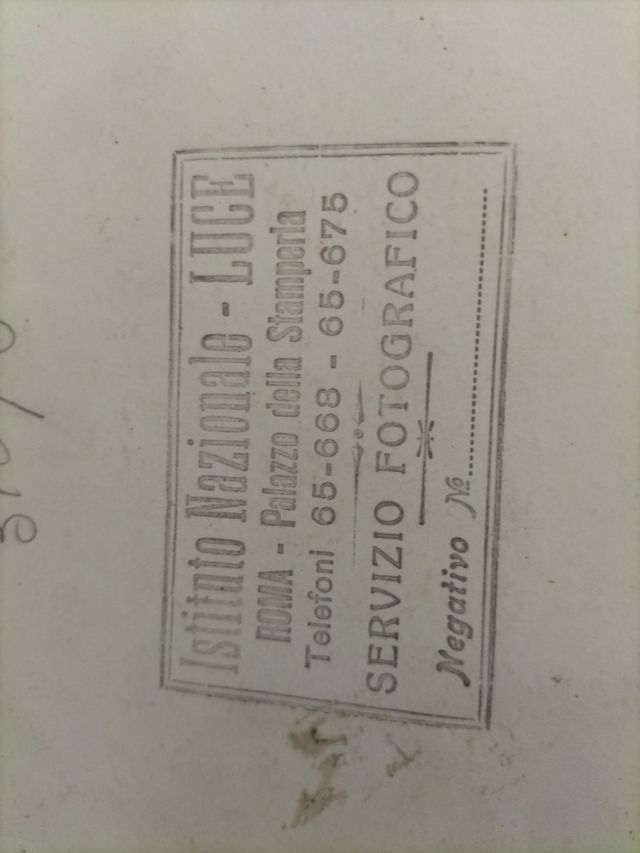 Istituto Nazionale - LUCE
ROMA - Palazzo della Stamperia
Telefoni 65-668 - 65-675
SERVIZIO FOTOGRAFICO
Negativo No.